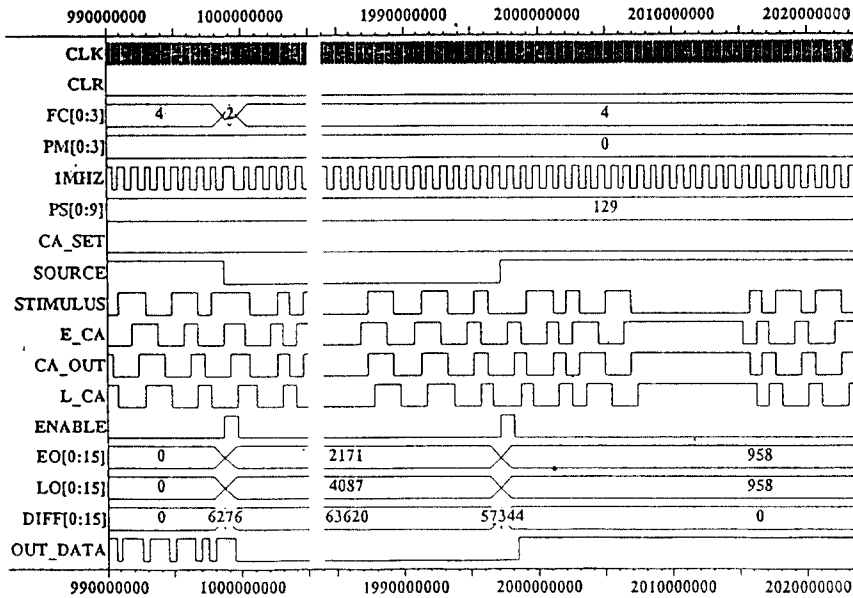 990000000 1000000000 1990000000 2000000000 2010000000 2020000000
CLK
CLR
FC[0:3] 4 2 4
PM[0:3] 0
1MHZ
PS[0:9] 129
CA_SET
SOURCE
STIMULUS
E_CA
CA_OUT
L_CA
ENABLE
EO[0:15] 0 2171 958
LO[0:15] 0 4087 958
DIFF[0:15] 0 6276 63620 57344 0
OUT_DATA
990000000 1000000000 1990000000 2000000000 2010000000 2020000000